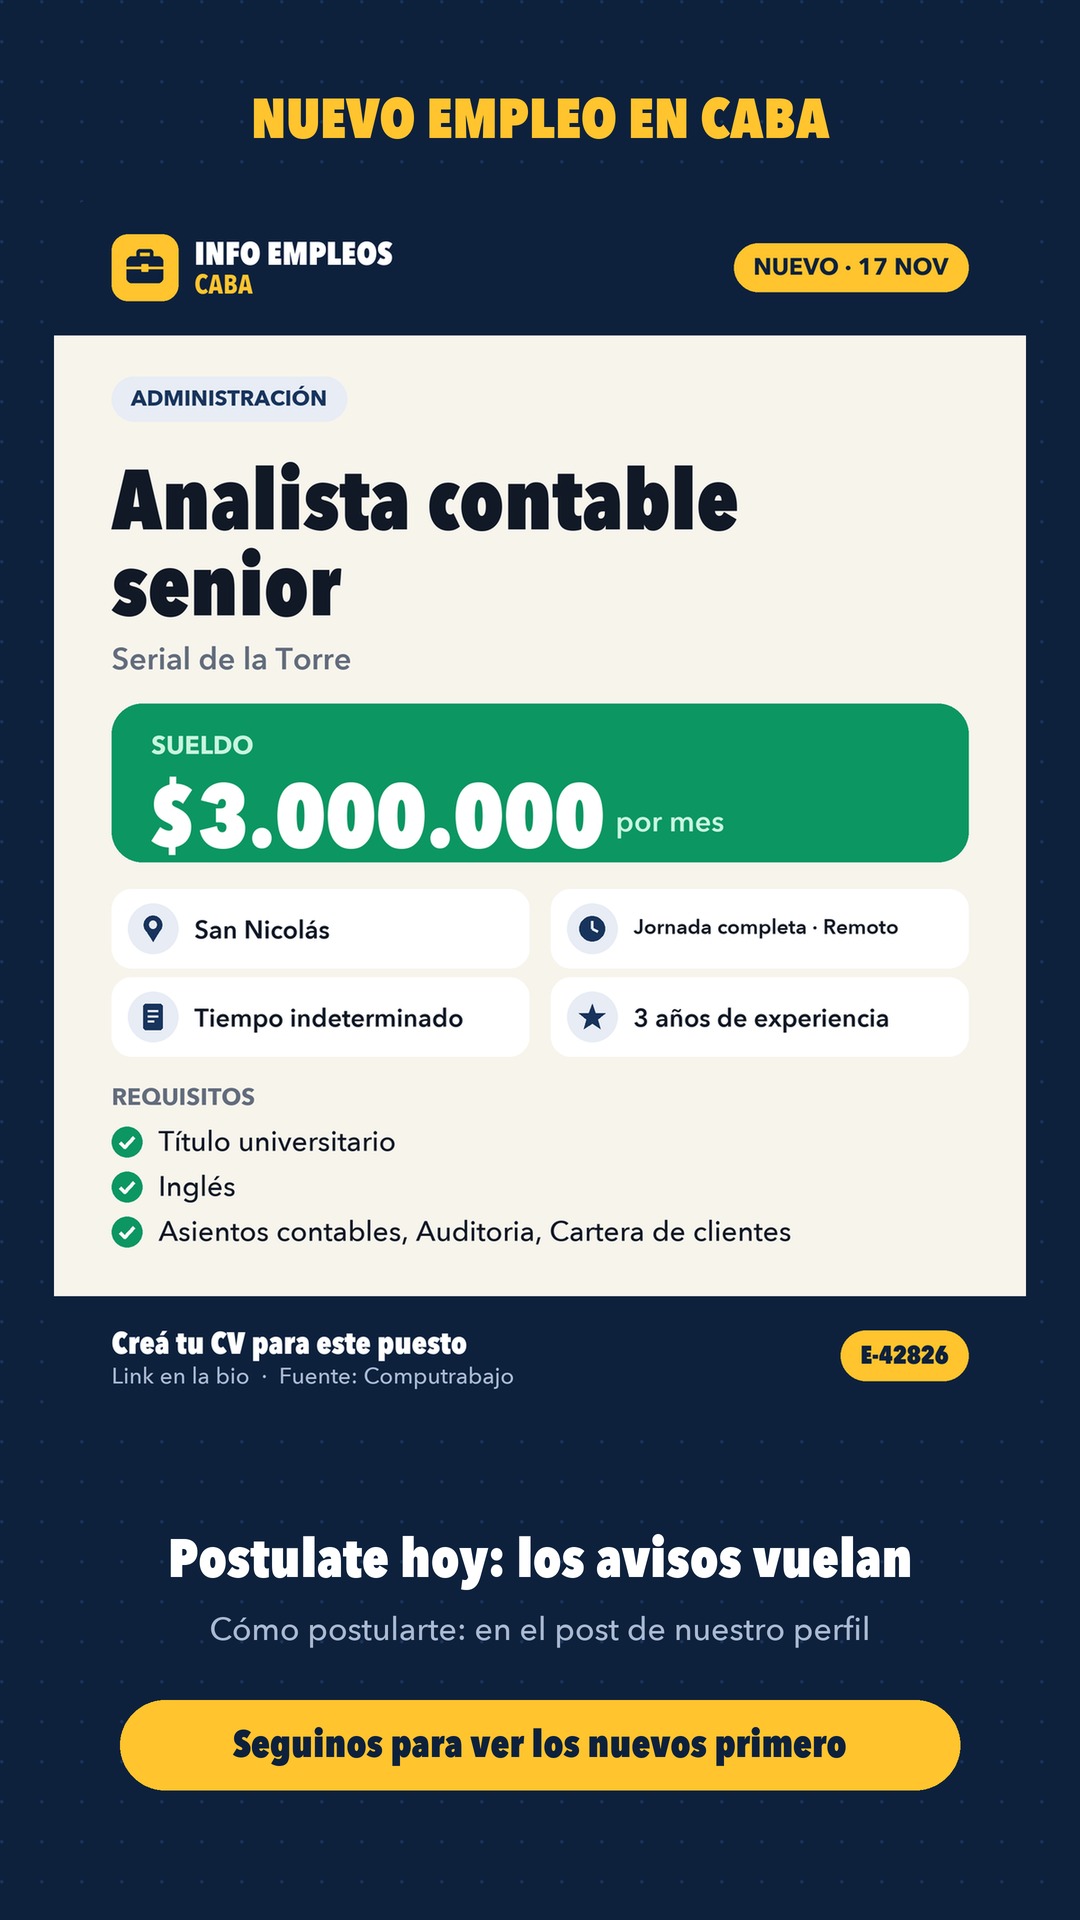 NUEVO EMPLEO EN CABA
INFO EMPLEOS
CABA
NUEVO · 17 NOV
ADMINISTRACIÓN
Analista contable
senior
Serial de la Torre
SUELDO
$3.000.000 por mes
San Nicolás
Jornada completa · Remoto
Tiempo indeterminado
3 años de experiencia
REQUISITOS
Título universitario
Inglés
Asientos contables, Auditoria, Cartera de clientes
Creá tu CV para este puesto
Link en la bio · Fuente: Computrabajo
E-42826
Postulate hoy: los avisos vuelan
Cómo postularte: en el post de nuestro perfil
Seguinos para ver los nuevos primero